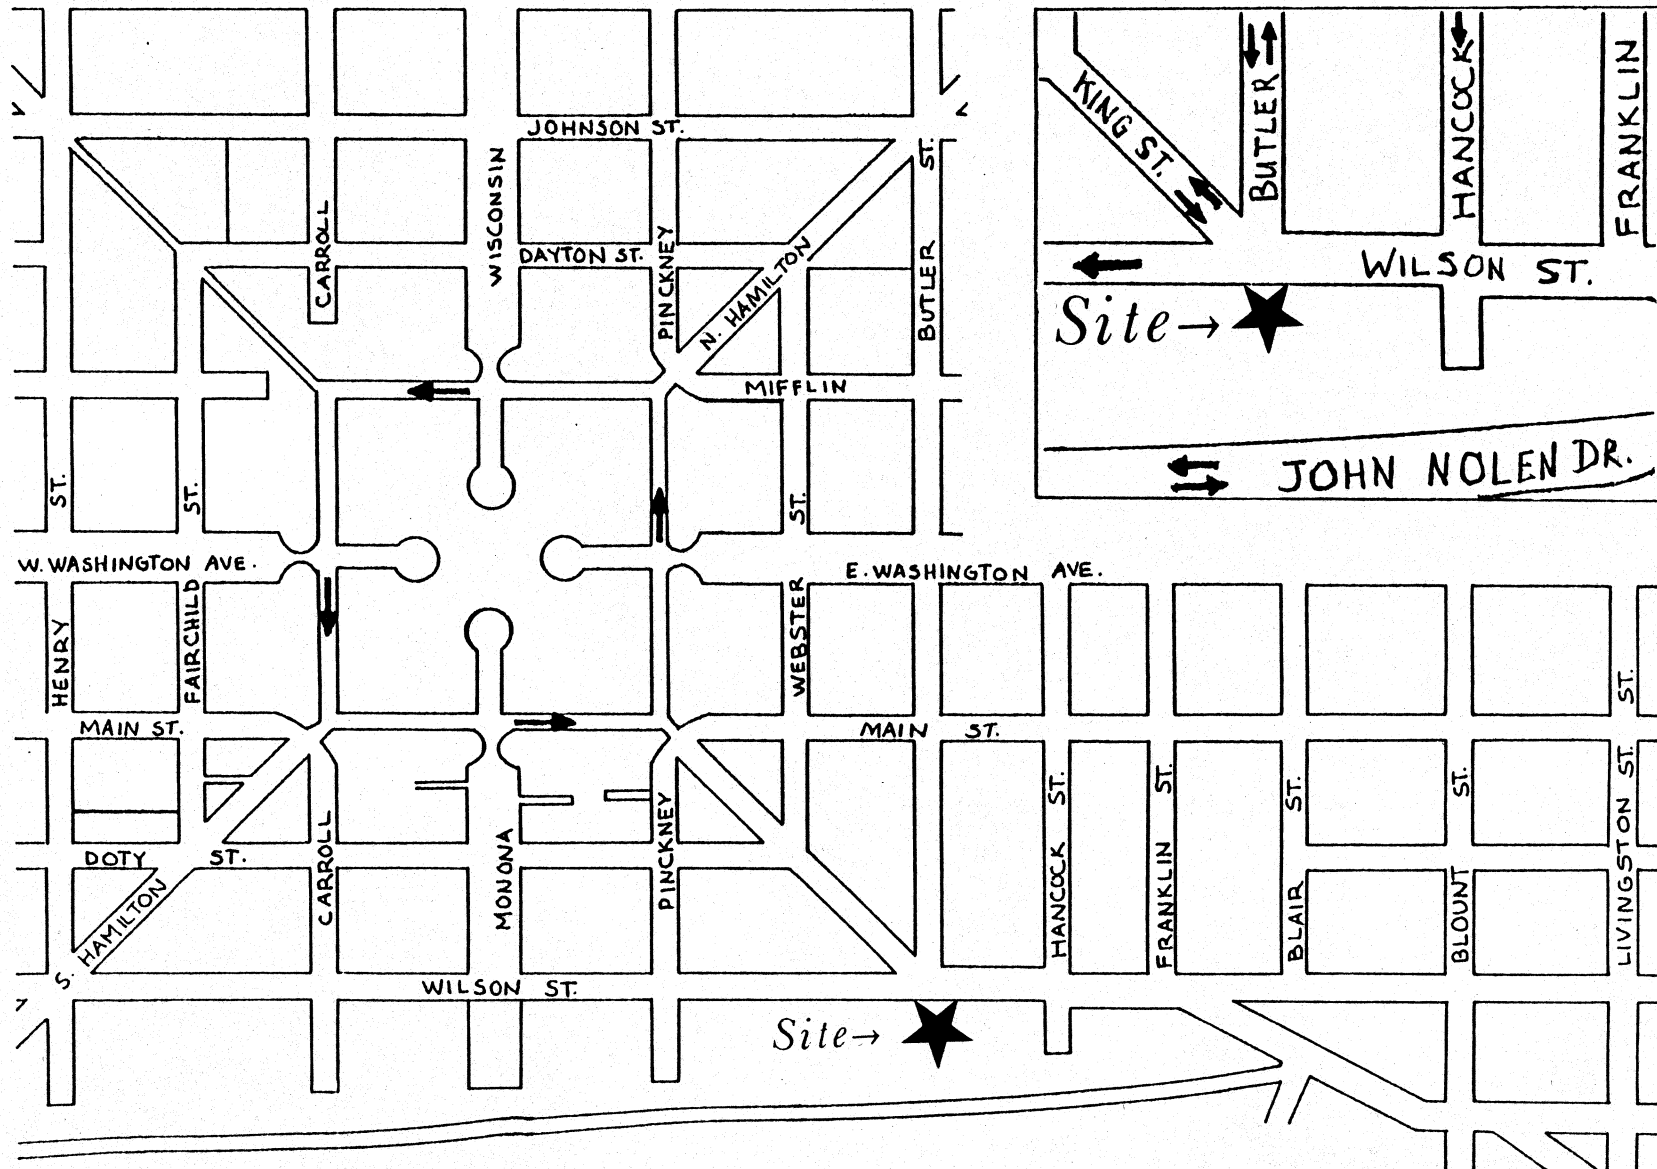 JOHNSON ST.
WISCONSIN
CARROLL
DAYTON ST.
PINCKNEY
N. HAMILTON
BUTLER ST.
MIFFLIN
ST.
ST.
ST.
W. WASHINGTON AVE.
E. WASHINGTON AVE.
HENRY
FAIRCHILD
WEBSTER
MAIN ST.
MAIN ST.
DOTY ST.
S. HAMILTON
CARROLL
MONONA
PINCKNEY
HANCOCK ST.
FRANKLIN ST.
BLAIR ST.
BLOUNT ST.
LIVINGSTON ST.
ST.
WILSON ST.
Site→
KING ST.
BUTLER
HANCOCK
FRANKLIN
WILSON ST.
Site→
JOHN NOLEN DR.